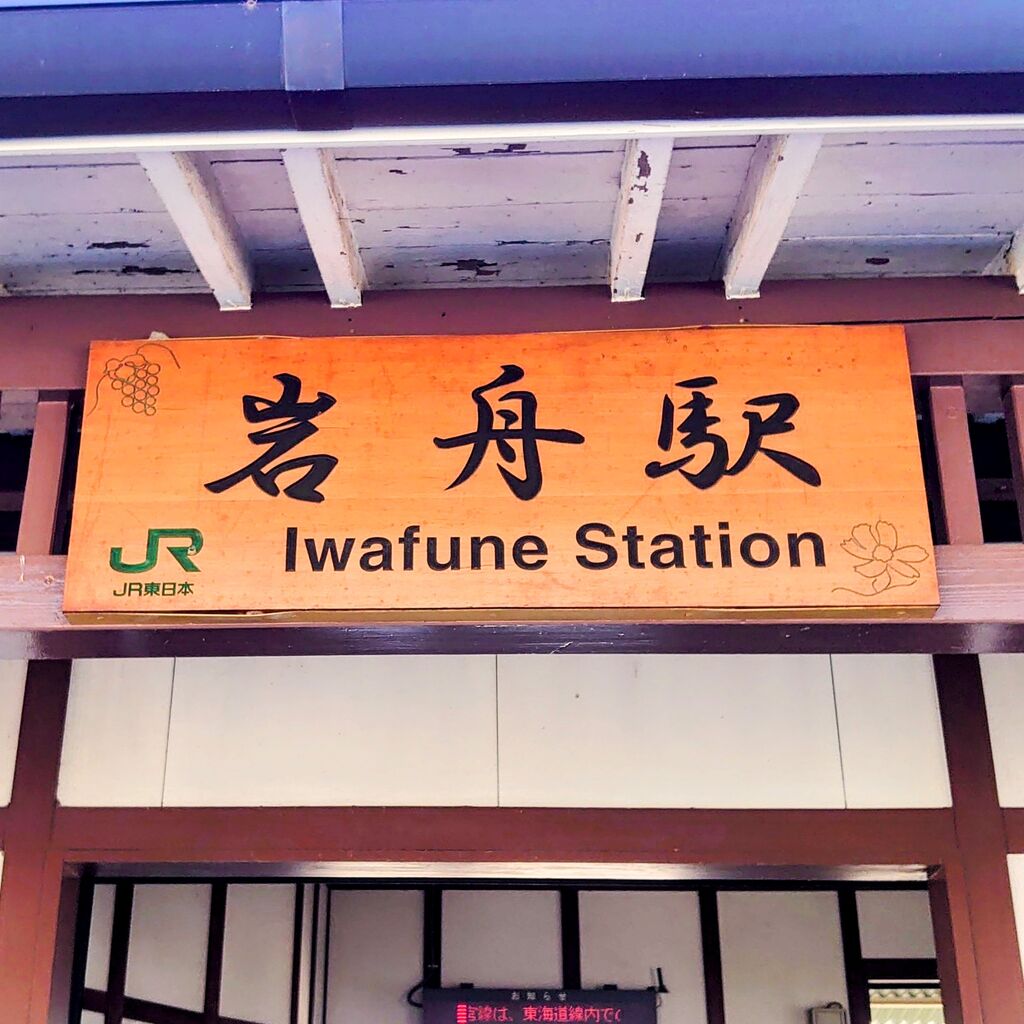 岩舟駅
Iwafune Station
JR
JR東日本
お知らせ
宮線は、東海道線内で